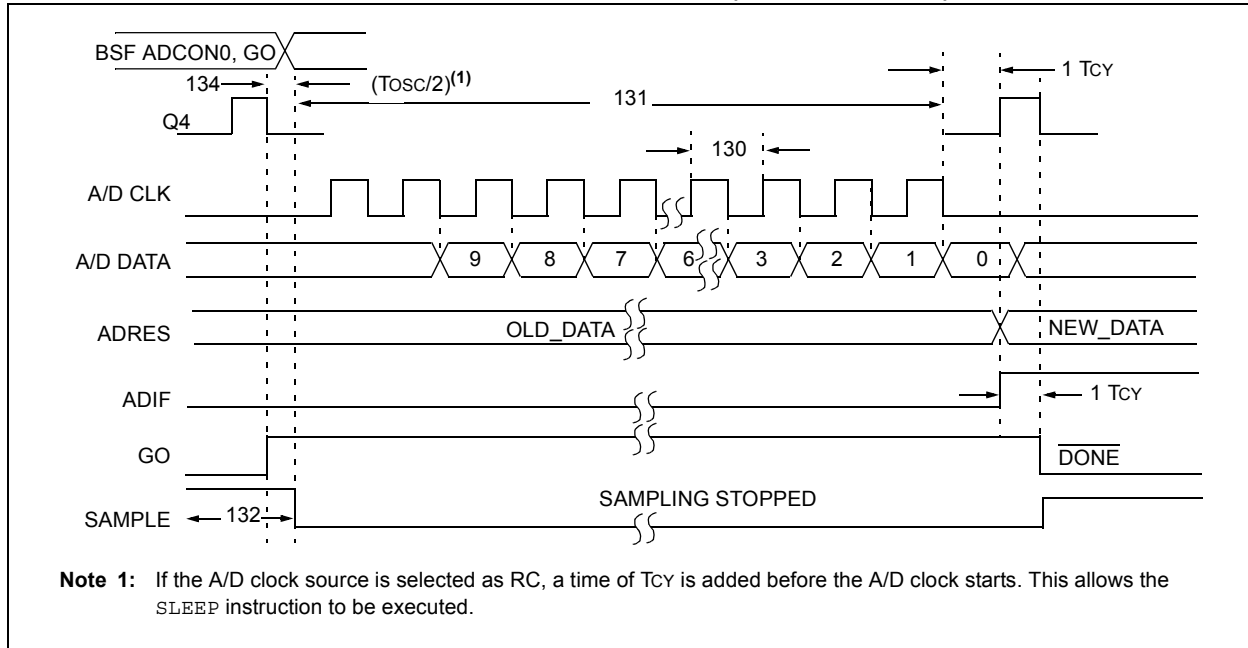 BSF ADCON0, GO
134 (TOSC/2)(1) 131 1 TCY
Q4
130
A/D CLK
A/D DATA 9 8 7 6 3 2 1 0
ADRES OLD_DATA NEW_DATA
ADIF 1 TCY
GO DONE
SAMPLING STOPPED
SAMPLE 132
Note 1: If the A/D clock source is selected as RC, a time of TCY is added before the A/D clock starts. This allows the
SLEEP instruction to be executed.